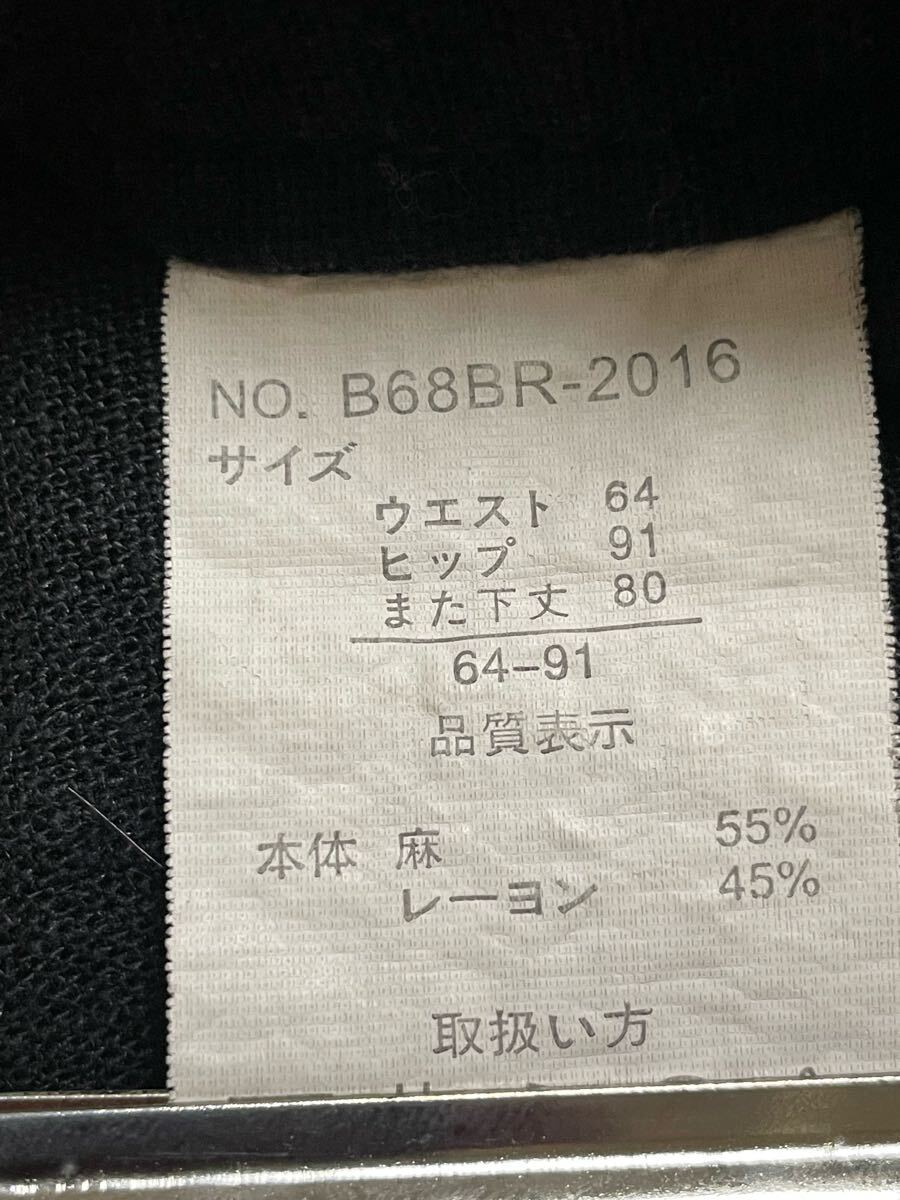 NO. B68BR-2016
サイズ
ウエスト 64
ヒップ 91
また下丈 80
64-91
品質表示
本体 麻 55%
レーヨン 45%
取扱い方